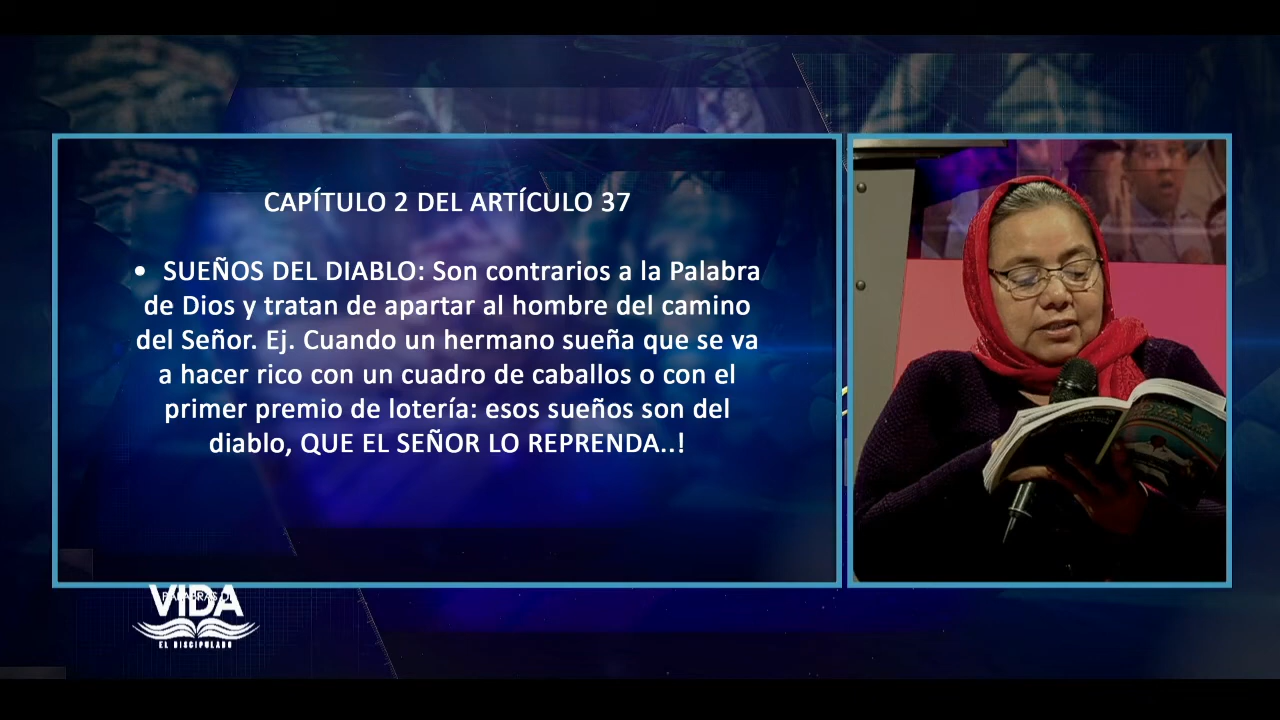 CAPÍTULO 2 DEL ARTÍCULO 37
• SUEÑOS DEL DIABLO: Son contrarios a la Palabra
de Dios y tratan de apartar al hombre del camino
del Señor. Ej. Cuando un hermano sueña que se va
a hacer rico con un cuadro de caballos o con el
primer premio de lotería: esos sueños son del
diablo, QUE EL SEÑOR LO REPRENDA..!
PALABRAS DE
VIDA
EL DISCIPULADO